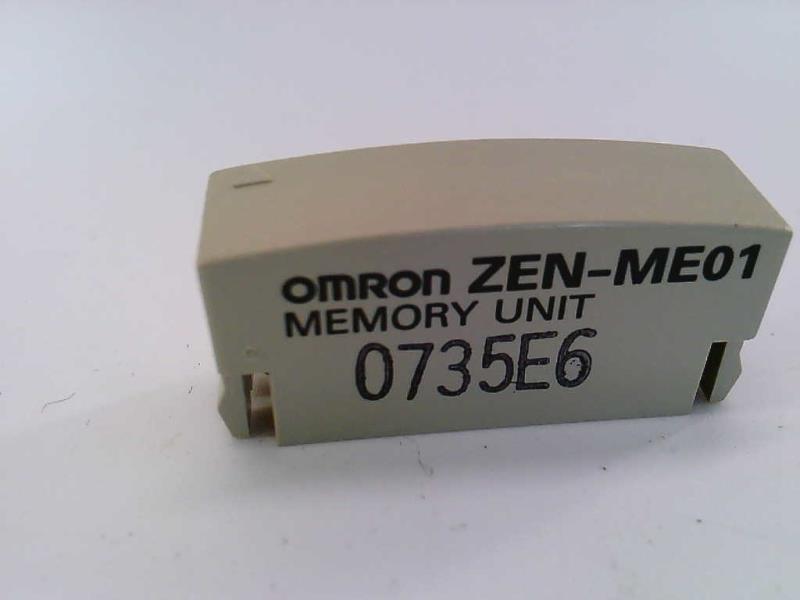 omron ZEN-ME01
MEMORY UNIT
0735E6